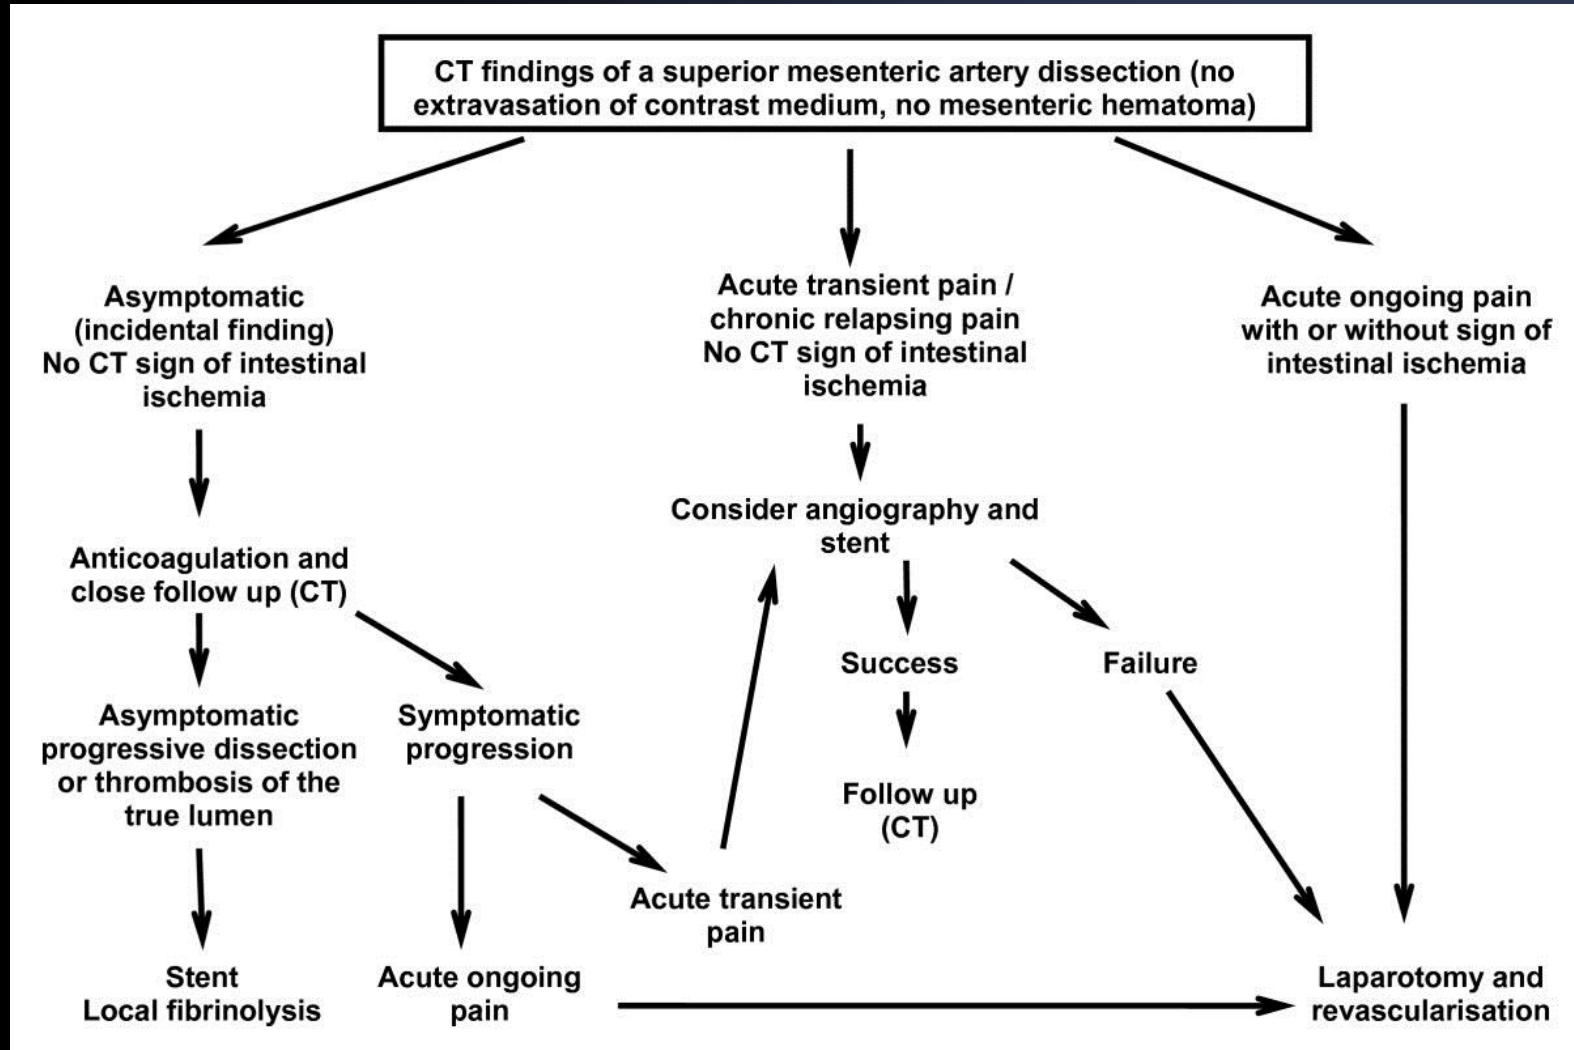 CT findings of a superior mesenteric artery dissection (no
extravasation of contrast medium, no mesenteric hematoma)
Asymptomatic
(incidental finding)
No CT sign of intestinal
ischemia
Acute transient pain /
chronic relapsing pain
No CT sign of intestinal
ischemia
Acute ongoing pain
with or without sign of
intestinal ischemia
Anticoagulation and
close follow up (CT)
Consider angiography and
stent
Success
Failure
Asymptomatic
progressive dissection
or thrombosis of the
true lumen
Symptomatic
progression
Follow up
(CT)
Acute transient
pain
Stent
Local fibrinolysis
Acute ongoing
pain
Laparotomy and
revascularisation